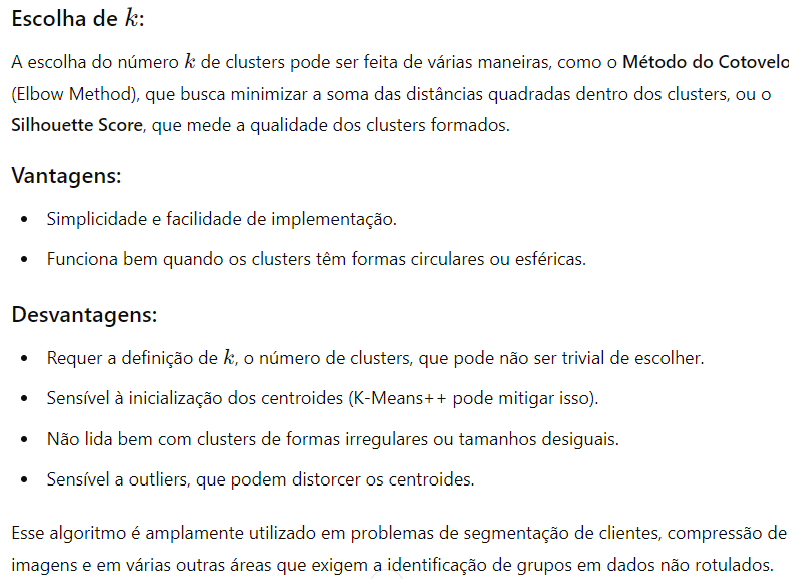 Escolha de k:
A escolha do número k de clusters pode ser feita de várias maneiras, como o Método do Cotovelo
(Elbow Method), que busca minimizar a soma das distâncias quadradas dentro dos clusters, ou o
Silhouette Score, que mede a qualidade dos clusters formados.
Vantagens:
• Simplicidade e facilidade de implementação.
• Funciona bem quando os clusters têm formas circulares ou esféricas.
Desvantagens:
• Requer a definição de k, o número de clusters, que pode não ser trivial de escolher.
• Sensível à inicialização dos centroides (K-Means++ pode mitigar isso).
• Não lida bem com clusters de formas irregulares ou tamanhos desiguais.
• Sensível a outliers, que podem distorcer os centroides.
Esse algoritmo é amplamente utilizado em problemas de segmentação de clientes, compressão de
imagens e em várias outras áreas que exigem a identificação de grupos em dados não rotulados.